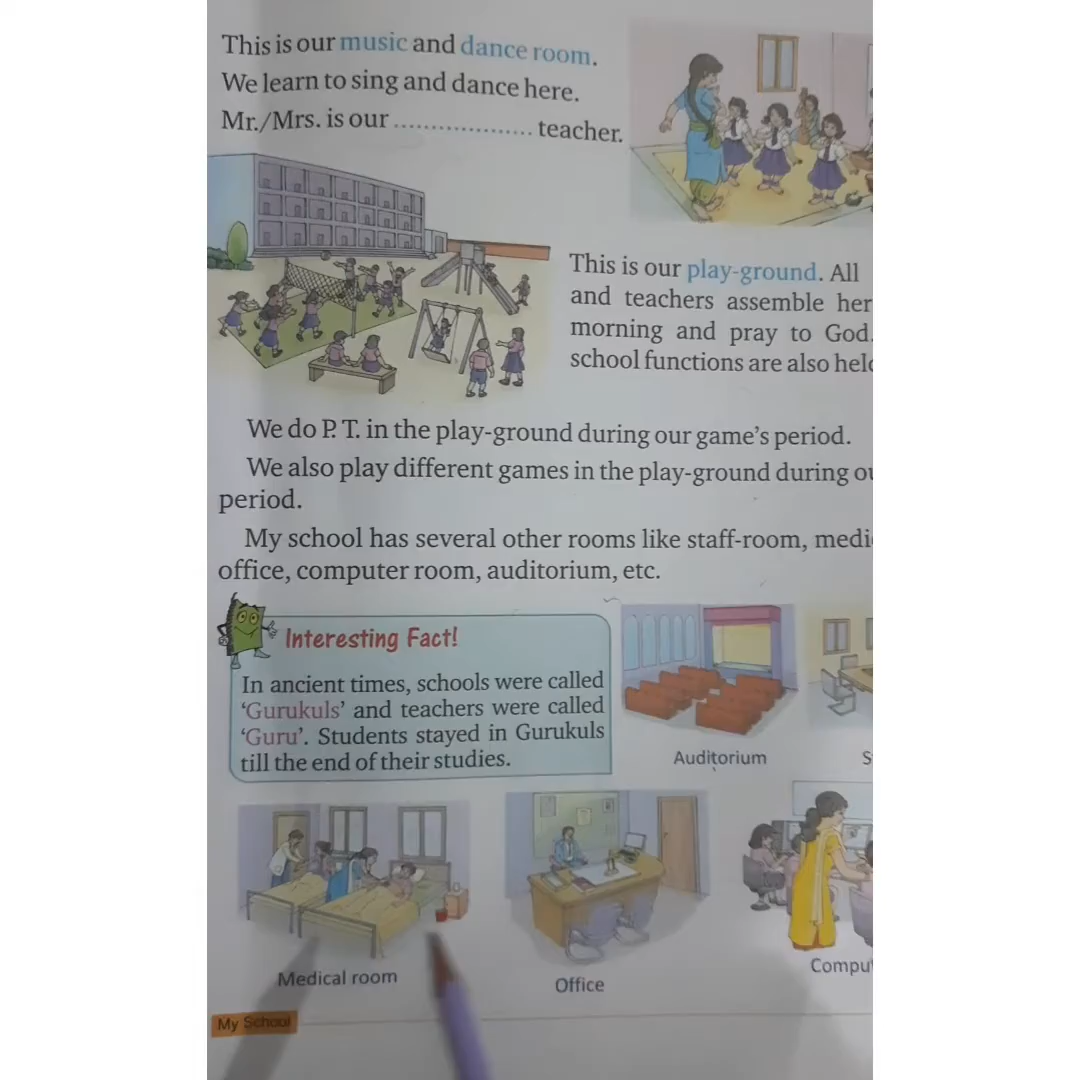 This is our music and dance room.
We learn to sing and dance here.
Mr./Mrs. is our .................. teacher.
This is our play-ground. All
and teachers assemble
morning and pray to God.
school functions are also
We do P. T. in the play-ground during our game's period.
We also play different games in the play-ground during
period.
My school has several other rooms like staff-room,
office, computer room, auditorium, etc.
Interesting Fact!
In ancient times, schools were called
'Gurukuls' and teachers were called
'Guru'. Students stayed in Gurukuls
till the end of their studies.
Auditorium
Medical room
Office
My School